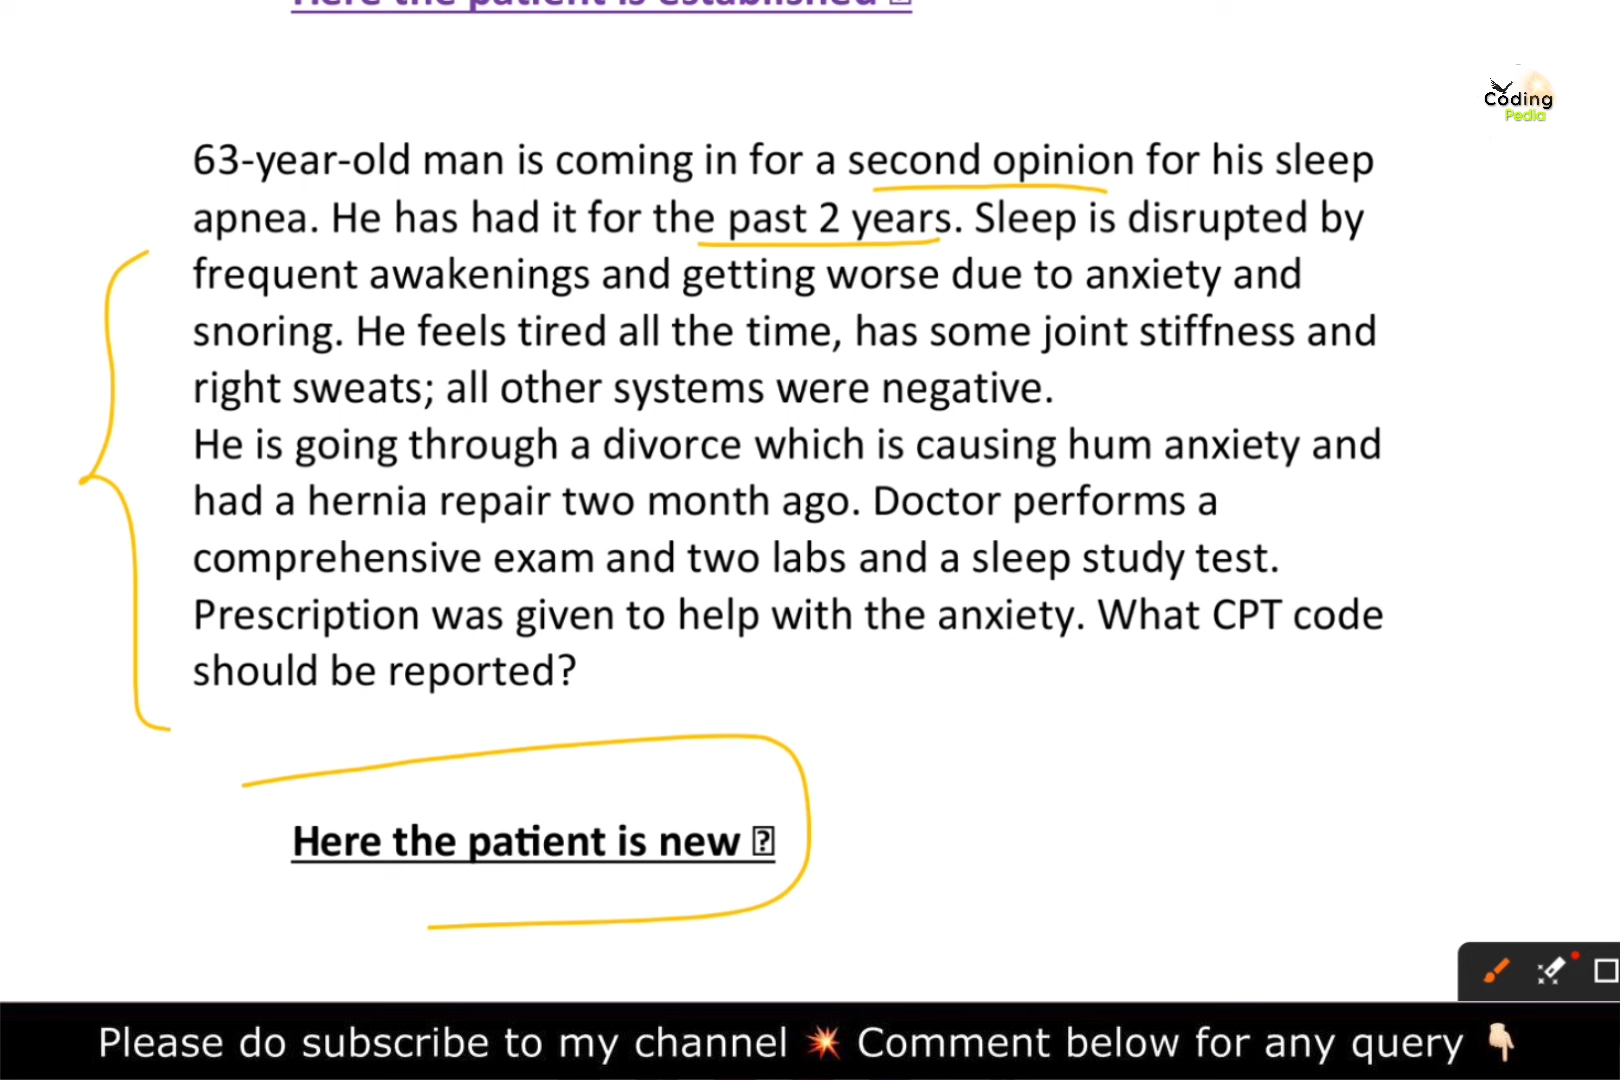 Here the patient is established
Coding
Pedia
63-year-old man is coming in for a second opinion for his sleep
apnea. He has had it for the past 2 years. Sleep is disrupted by
frequent awakenings and getting worse due to anxiety and
snoring. He feels tired all the time, has some joint stiffness and
right sweats; all other systems were negative.
He is going through a divorce which is causing hum anxiety and
had a hernia repair two month ago. Doctor performs a
comprehensive exam and two labs and a sleep study test.
Prescription was given to help with the anxiety. What CPT code
should be reported?
Here the patient is new
Please do subscribe to my channel 💥 Comment below for any query 👇🏻